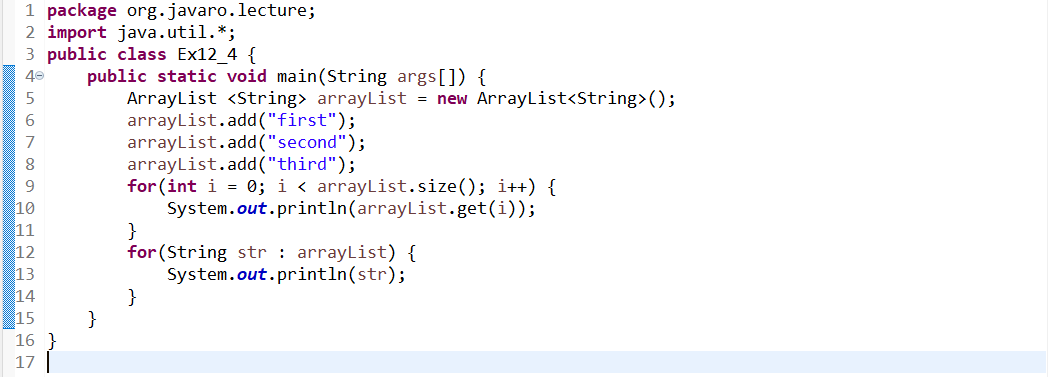 1 package org.javaro.lecture;
2 import java.util.*;
3 public class Ex12_4 {
4     public static void main(String args[]) {
5         ArrayList <String> arrayList = new ArrayList<String>();
6         arrayList.add("first");
7         arrayList.add("second");
8         arrayList.add("third");
9         for(int i = 0; i < arrayList.size(); i++) {
10             System.out.println(arrayList.get(i));
11         }
12         for(String str : arrayList) {
13             System.out.println(str);
14         }
15     }
16 }
17